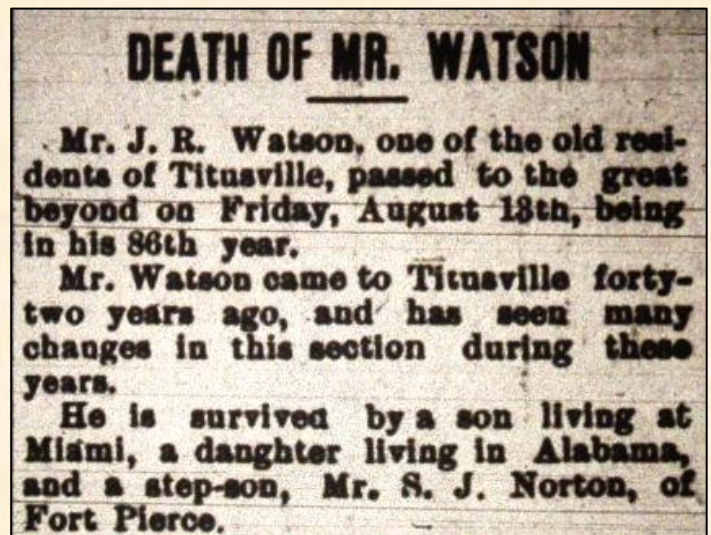 DEATH OF MR. WATSON
Mr. J. R. Watson, one of the old resi-
dents of Titusville, passed to the great
beyond on Friday, August 13th, being
in his 86th year.
Mr. Watson came to Titusville forty-
two years ago, and has seen many
changes in this section during these
years.
He is survived by a son living at
Miami, a danghter living in Alabama,
and a step-son, Mr. S. J. Norton, of
Fort Pierce.